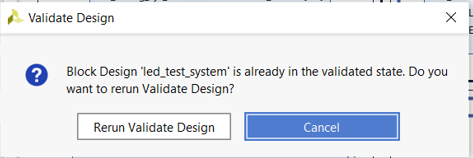 Validate Design
Block Design 'led_test_system' is already in the validated state. Do you
want to rerun Validate Design?
Rerun Validate Design
Cancel